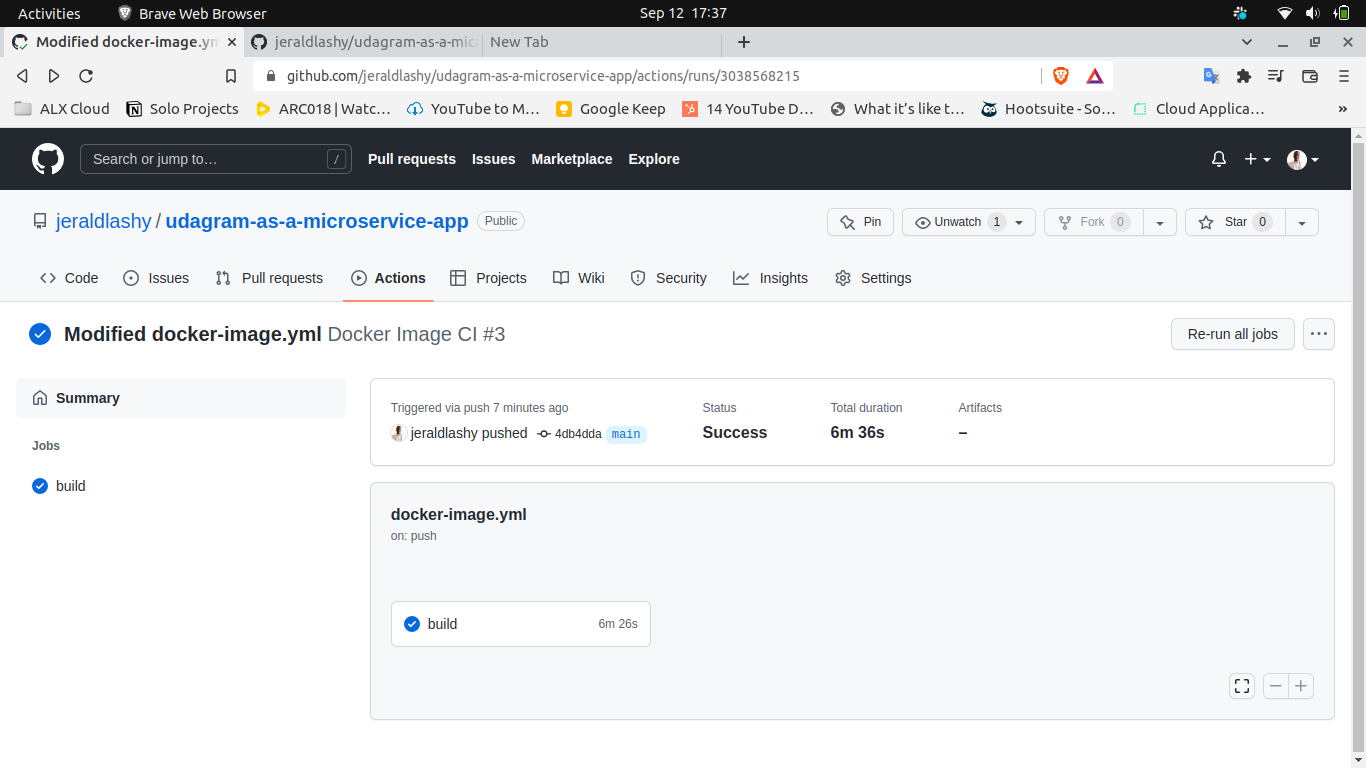 Activities Brave Web Browser Sep 12 17:37
Modified docker-image.ym jeraldlashy/udagram-as-a-mic New Tab
github.com/jeraldlashy/udagram-as-a-microservice-app/actions/runs/3038568215
ALX Cloud Solo Projects ARC018 | Watc… YouTube to M… Google Keep 14 YouTube D… What it's like t… Hootsuite - So… Cloud Applica… »
Search or jump to… / Pull requests Issues Marketplace Explore
jeraldlashy / udagram-as-a-microservice-app Public Pin Unwatch 1 Fork 0 Star 0
Code Issues Pull requests Actions Projects Wiki Security Insights Settings
Modified docker-image.yml Docker Image CI #3 Re-run all jobs
Summary
Jobs
build
Triggered via push 7 minutes ago Status Total duration Artifacts
jeraldlashy pushed 4db4dda main Success 6m 36s –
docker-image.yml
on: push
build 6m 26s